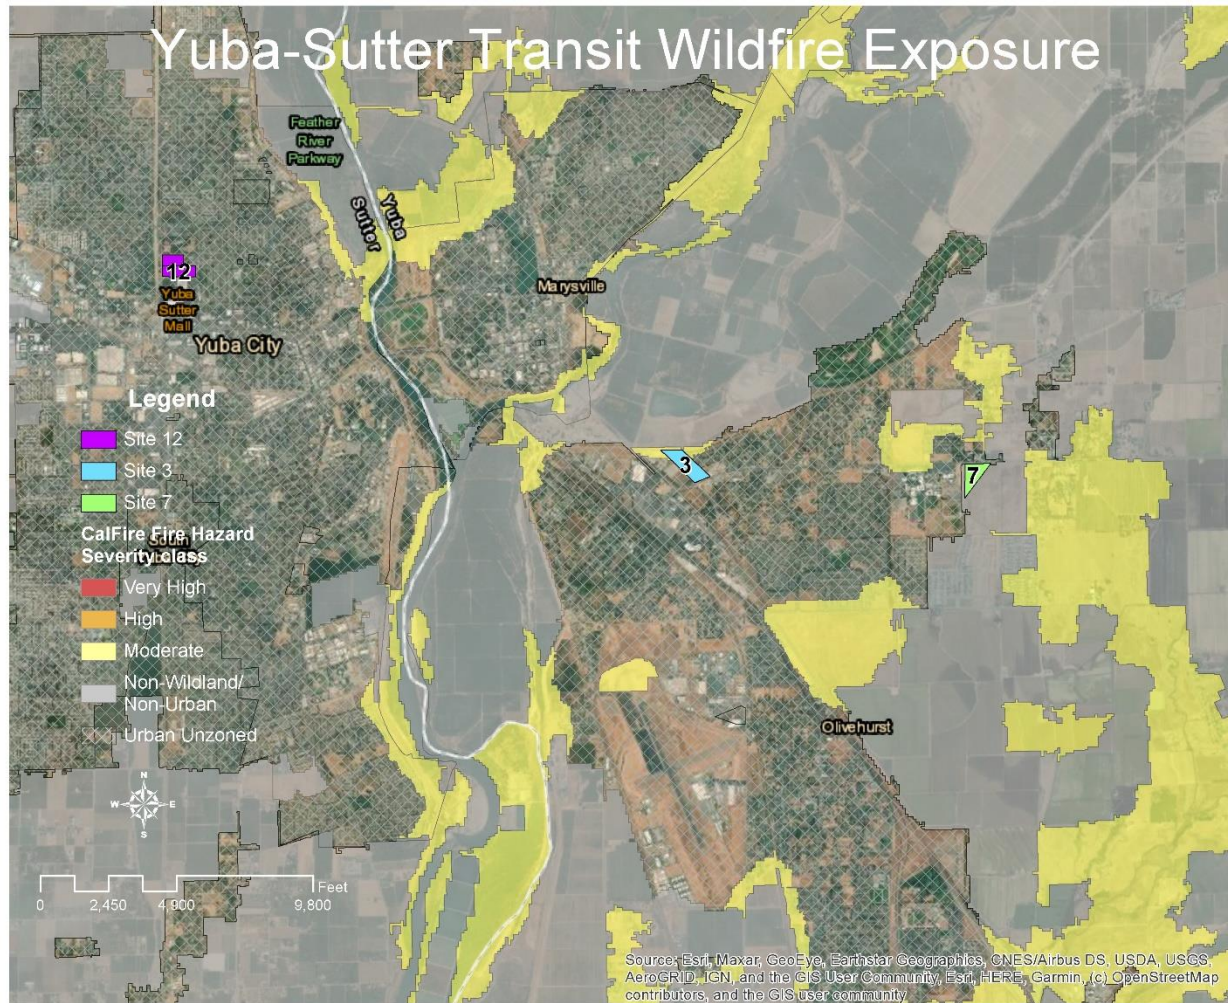 Yuba-Sutter Transit Wildfire Exposure
Feather
River
Parkway
Yuba
Sutter
12
Yuba
Sutter
Mall
Yuba City
Marysville
3
7
Olivehurst
Legend
Site 12
Site 3
Site 7
CalFire Fire Hazard
Severity class
South
Very High
High
Moderate
Non-Wildland/
Non-Urban
Urban Unzoned
N
W
E
S
Feet
0
2,450
4,900
9,800
Source: Esri, Maxar, GeoEye, Earthstar Geographics, CNES/Airbus DS, USDA, USGS,
AeroGRID, IGN, and the GIS User Community, Esri, HERE, Garmin, (c) OpenStreetMap
contributors, and the GIS user community